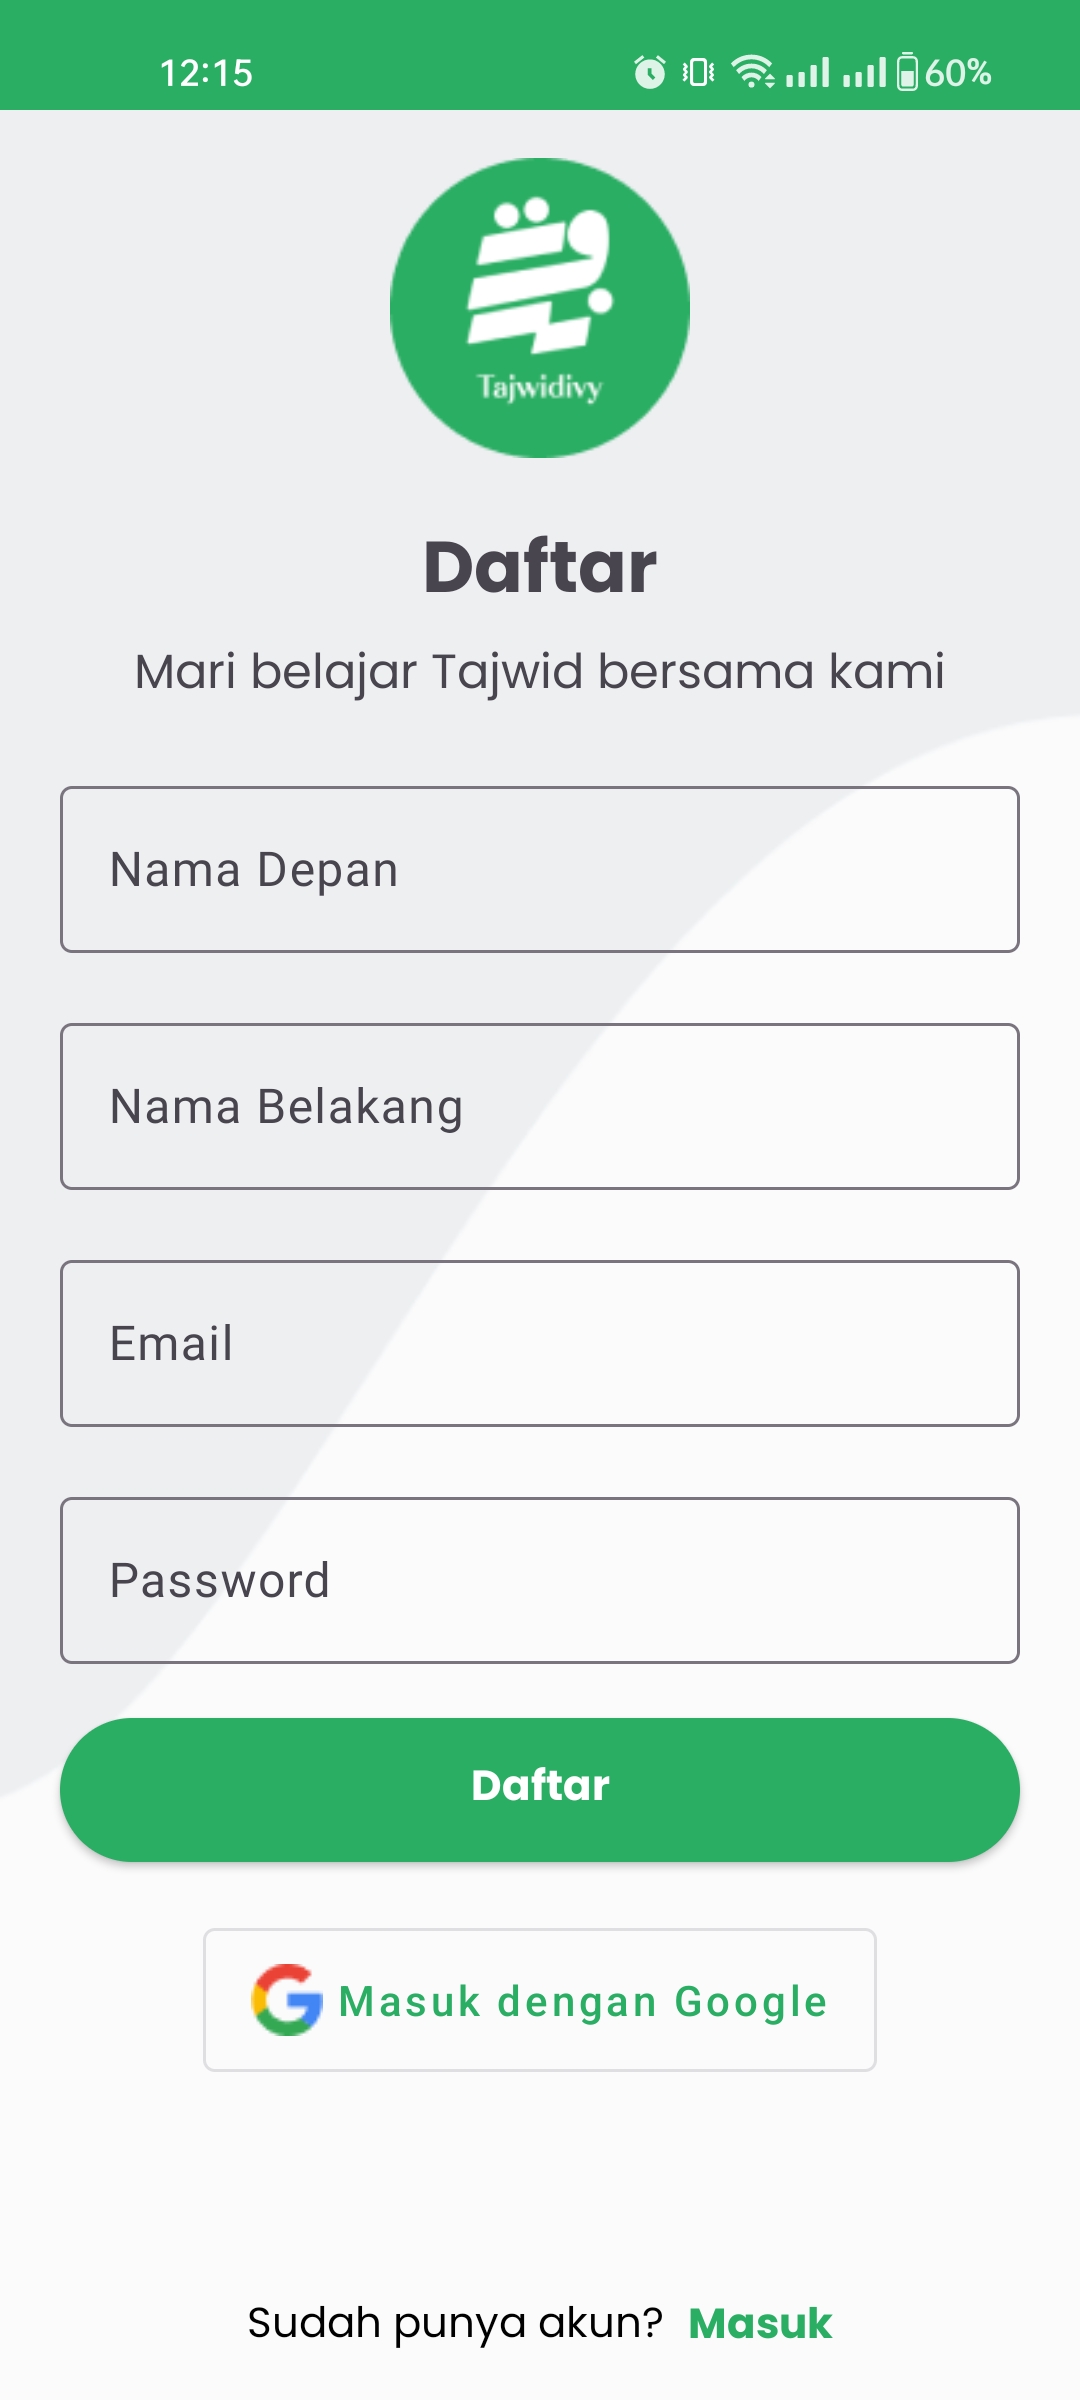 12:15
60%
Tajwidivy
Daftar
Mari belajar Tajwid bersama kami
Nama Depan
Nama Belakang
Email
Password
Daftar
Masuk dengan Google
Sudah punya akun? Masuk